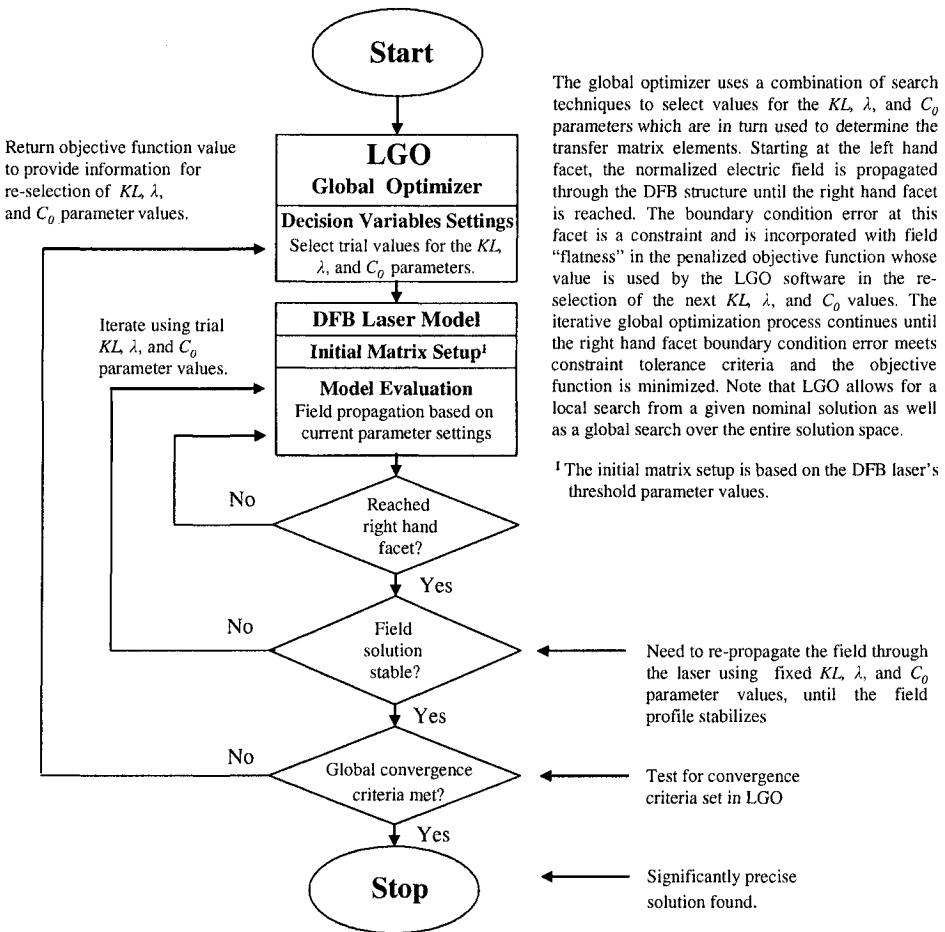 Start
Return objective function value
to provide information for
re-selection of KL, λ,
and C0 parameter values.
LGO
Global Optimizer
Decision Variables Settings
Select trial values for the KL,
λ, and C0 parameters.
The global optimizer uses a combination of search
techniques to select values for the KL, λ, and C0
parameters which are in turn used to determine the
transfer matrix elements. Starting at the left hand
facet, the normalized electric field is propagated
through the DFB structure until the right hand facet
is reached. The boundary condition error at this
facet is a constraint and is incorporated with field
“flatness” in the penalized objective function whose
value is used by the LGO software in the re-
selection of the next KL, λ, and C0 values. The
iterative global optimization process continues until
the right hand facet boundary condition error meets
constraint tolerance criteria and the objective
function is minimized. Note that LGO allows for a
local search from a given nominal solution as well
as a global search over the entire solution space.
1 The initial matrix setup is based on the DFB laser's
threshold parameter values.
Iterate using trial
KL, λ, and C0
parameter values.
DFB Laser Model
Initial Matrix Setup1
Model Evaluation
Field propagation based on
current parameter settings
No
Reached
right hand
facet?
Yes
No
Field
solution
stable?
Need to re-propagate the field through
the laser using fixed KL, λ, and C0
parameter values, until the field
profile stabilizes
Yes
No
Global convergence
criteria met?
Test for convergence
criteria set in LGO
Yes
Stop
Significantly precise
solution found.